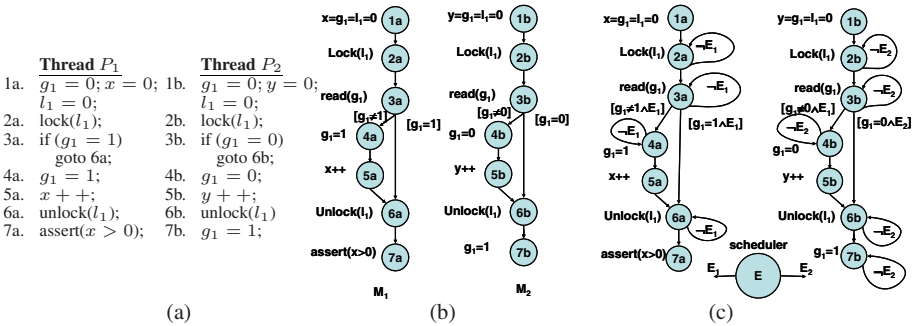 Thread P1 Thread P2
1a. g1 = 0; x = 0; 1b. g1 = 0; y = 0;
l1 = 0; l1 = 0;
2a. lock(l1); 2b. lock(l1);
3a. if (g1 = 1) 3b. if (g1 = 0)
goto 6a; goto 6b;
4a. g1 = 1; 4b. g1 = 0;
5a. x + +; 5b. y + +;
6a. unlock(l1); 6b. unlock(l1)
7a. assert(x > 0); 7b. g1 = 1;
(a)
x=g1=l1=0 1a
Lock(l1) 2a
read(g1) 3a
[g1≠1] [g1=1]
g1=1 4a
x++ 5a
Unlock(l1) 6a
assert(x>0) 7a
M1
y=g1=l1=0 1b
Lock(l1) 2b
read(g1) 3b
[g1≠0] [g1=0]
g1=0 4b
y++ 5b
Unlock(l1) 6b
g1=1 7b
M2
(b)
x=g1=l1=0 1a
Lock(l1) 2a ¬E1
read(g1) 3a ¬E1
[g1≠1∧E1] [g1=1∧E1]
¬E1 4a
g1=1
x++ 5a
Unlock(l1) 6a ¬E1
assert(x>0) 7a
y=g1=l1=0 1b
Lock(l1) 2b ¬E2
read(g1) 3b ¬E2
[g1≠0∧E1] [g1=0∧E2]
¬E2 4b
g1=0
y++ 5b
Unlock(l1) 6b ¬E2
g1=1 7b ¬E2
scheduler
E1 E E2
(c)